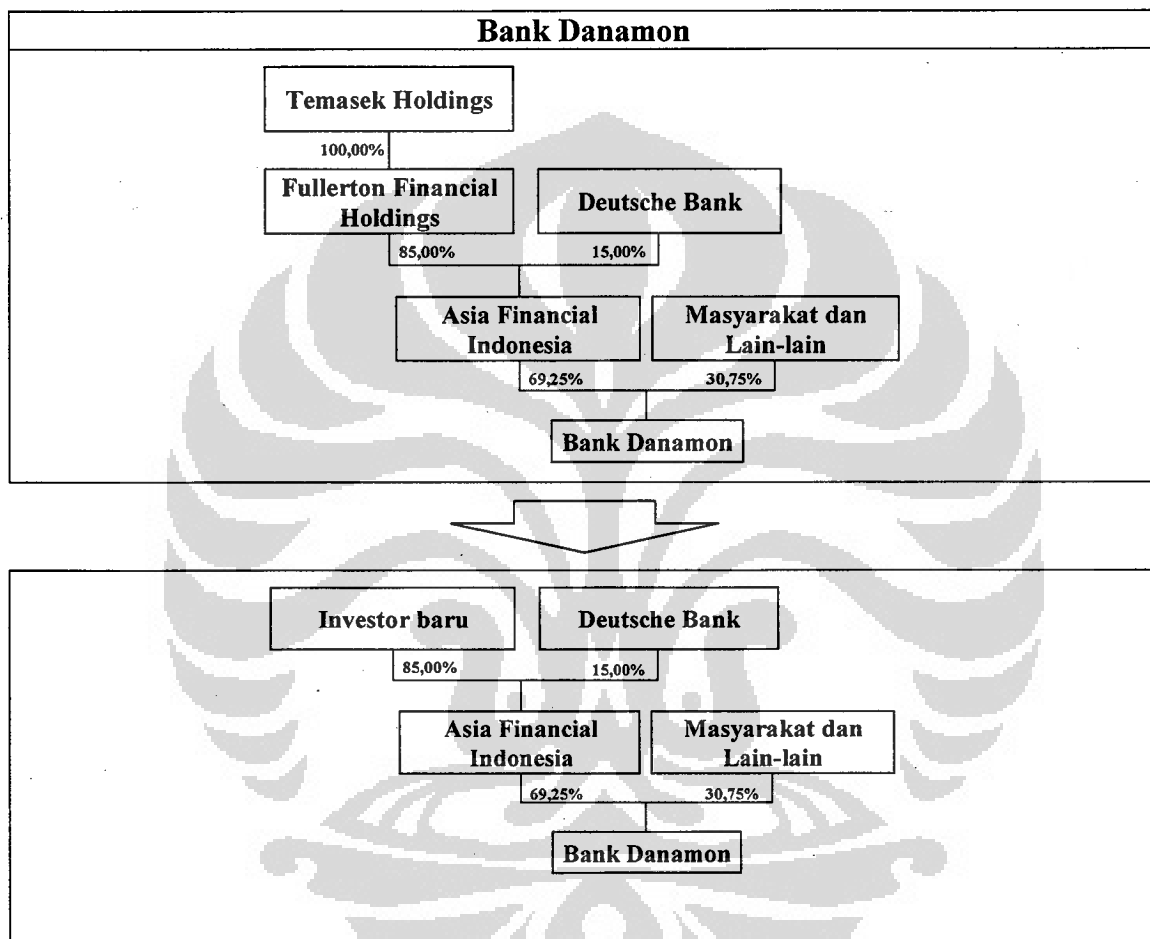 Bank Danamon
Temasek Holdings
100,00%
Fullerton Financial
Holdings
Deutsche Bank
85,00%
15,00%
Asia Financial
Indonesia
Masyarakat dan
Lain-lain
69,25%
30,75%
Bank Danamon
Investor baru
Deutsche Bank
85,00%
15,00%
Asia Financial
Indonesia
Masyarakat dan
Lain-lain
69,25%
30,75%
Bank Danamon